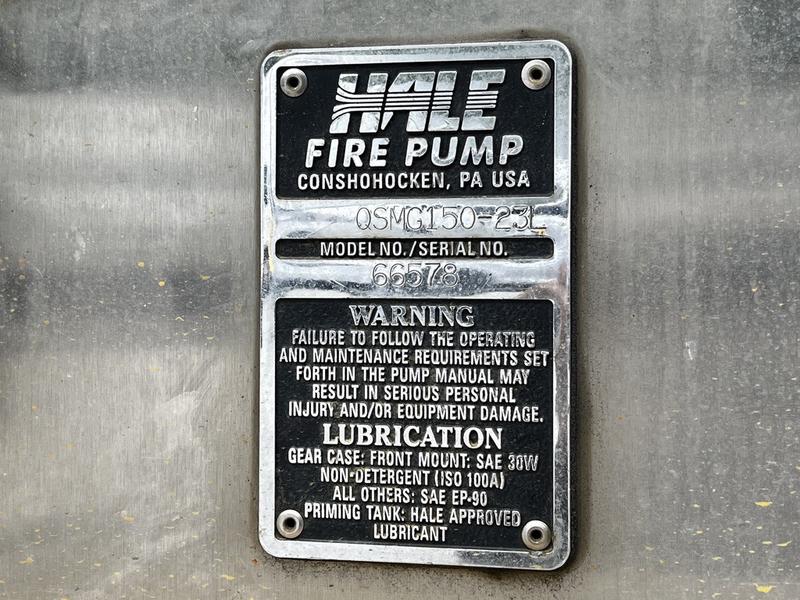 HALE
FIRE PUMP
CONSHOHOCKEN, PA USA
QSMG150-23L
MODEL NO./SERIAL NO.
66578
WARNING
FAILURE TO FOLLOW THE OPERATING
AND MAINTENANCE REQUIREMENTS SET
FORTH IN THE PUMP MANUAL MAY
RESULT IN SERIOUS PERSONAL
INJURY AND/OR EQUIPMENT DAMAGE.
LUBRICATION
GEAR CASE: FRONT MOUNT: SAE 30W
NON-DETERGENT (ISO 100A)
ALL OTHERS: SAE EP-90
PRIMING TANK: HALE APPROVED
LUBRICANT